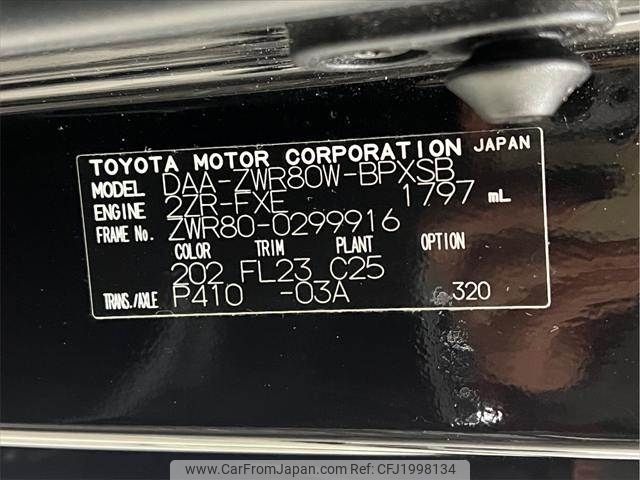 TOYOTA MOTOR CORPORATION JAPAN
MODEL DAA-ZWR80W-BPXSB
ENGINE 2ZR-FXE 1797 mL
FRAME No. ZWR80-0299916
COLOR TRIM PLANT OPTION
202 FL23 C25
TRANS./AXLE P410 -03A 320
www.CarFromJapan.com CFJ1998134